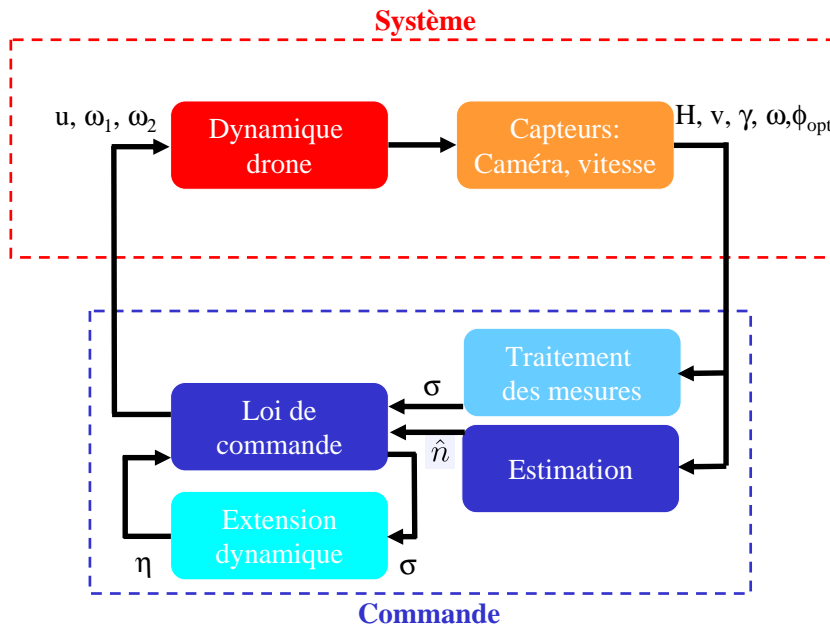 Système
u, ω₁, ω₂
Dynamique
drone
Capteurs:
Caméra, vitesse
H, v, γ, ω,ϕopt
Traitement
des mesures
σ
Loi de
commande
n̂
Estimation
Extension
dynamique
η
σ
Commande